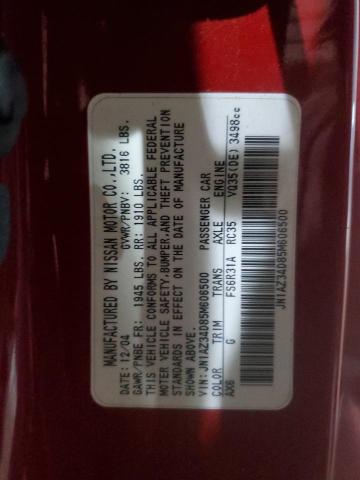 MANUFACTURED BY NISSAN MOTOR CO.,LTD.
DATE: 12/04 GVWR/PNBV: 3816 LBS.
GAWR/PNBE FR: 1945 LBS. RR: 1910 LBS.
THIS VEHICLE CONFORMS TO ALL APPLICABLE FEDERAL
MOTOR VEHICLE SAFETY,BUMPER,AND THEFT
STANDARDS IN EFFECT ON THE DATE OF MANUFACTURE
SHOWN ABOVE.
VIN:JN1AZ34D85M606500 PASSENGER CAR
COLOR TRIM TRANS AXLE ENGINE
AX6 G FS6R31A RC35 VQ35(DE) 3498cc
JN1AZ34D85M606500